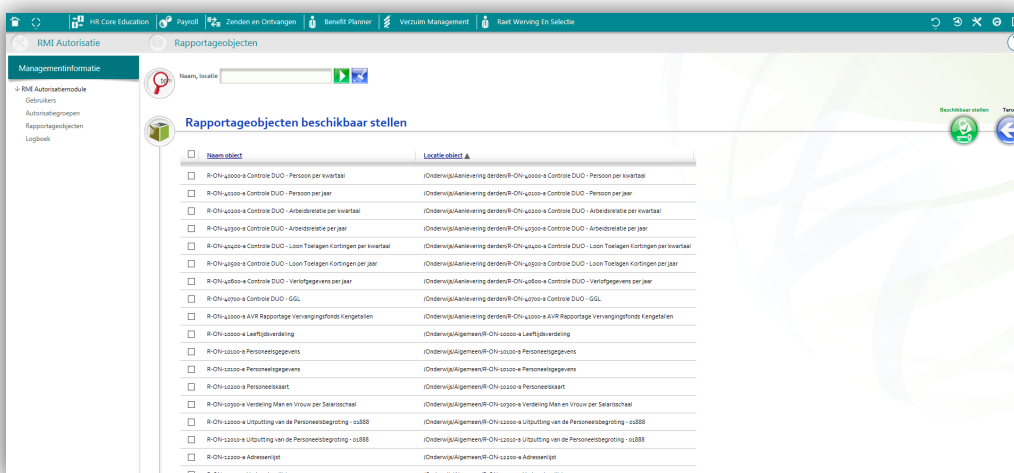 HR Core Education Payroll Zenden en Ontvangen Benefit Planner Verzuim Management Raet Werving En Selectie
RMI Autorisatie Rapportageobjecten
Managementinformatie
RMI Autorisatiemodule
Gebruikers
Autorisatiegroepen
Rapportageobjecten
Logboek
Naam, locatie
Rapportageobjecten beschikbaar stellen
Beschikbaar stellen
Naam object Locatie object
R-ON-40000-a Controle DUO - Persoon per kwartaal /Onderwijs/Aanlevering derden/R-ON-40000-a Controle DUO - Persoon per kwartaal
R-ON-40100-a Controle DUO - Persoon per jaar /Onderwijs/Aanlevering derden/R-ON-40100-a Controle DUO - Persoon per jaar
R-ON-40200-a Controle DUO - Arbeidsrelatie per kwartaal /Onderwijs/Aanlevering derden/R-ON-40200-a Controle DUO - Arbeidsrelatie per kwartaal
R-ON-40300-a Controle DUO - Arbeidsrelatie per jaar /Onderwijs/Aanlevering derden/R-ON-40300-a Controle DUO - Arbeidsrelatie per jaar
R-ON-40400-a Controle DUO - Loon Toelagen Kortingen per kwartaal /Onderwijs/Aanlevering derden/R-ON-40400-a Controle DUO - Loon Toelagen Kortingen per kwartaal
R-ON-40500-a Controle DUO - Loon Toelagen Kortingen per jaar /Onderwijs/Aanlevering derden/R-ON-40500-a Controle DUO - Loon Toelagen Kortingen per jaar
R-ON-40600-a Controle DUO - Verlofgegevens per jaar /Onderwijs/Aanlevering derden/R-ON-40600-a Controle DUO - Verlofgegevens per jaar
R-ON-40700-a Controle DUO - GGL /Onderwijs/Aanlevering derden/R-ON-40700-a Controle DUO - GGL
R-ON-41000-a AVR Rapportage Vervangingsfonds Kengetallen /Onderwijs/Aanlevering derden/R-ON-41000-a AVR Rapportage Vervangingsfonds Kengetallen
R-ON-10000-a Leeftijdsverdeling /Onderwijs/Algemeen/R-ON-10000-a Leeftijdsverdeling
R-ON-10100-a Personeelsgegevens /Onderwijs/Algemeen/R-ON-10100-a Personeelsgegevens
R-ON-10100-e Personeelsgegevens /Onderwijs/Algemeen/R-ON-10100-e Personeelsgegevens
R-ON-10200-a Personeelskaart /Onderwijs/Algemeen/R-ON-10200-a Personeelskaart
R-ON-10300-a Verdeling Man en Vrouw per Salarisschaal /Onderwijs/Algemeen/R-ON-10300-a Verdeling Man en Vrouw per Salarisschaal
R-ON-12000-a Uitputting van de Personeelsbegroting - 01888 /Onderwijs/Algemeen/R-ON-12000-a Uitputting van de Personeelsbegroting - 01888
R-ON-12010-a Uitputting van de Personeelsbegroting - 01888 /Onderwijs/Algemeen/R-ON-12010-a Uitputting van de Personeelsbegroting - 01888
R-ON-12200-a Adressenlijst /Onderwijs/Algemeen/R-ON-12200-a Adressenlijst